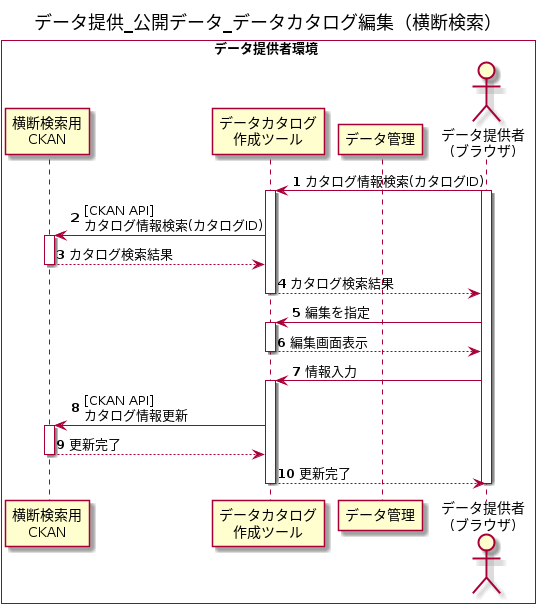 データ提供_公開データ_データカタログ編集（横断検索）
データ提供者環境
横断検索用
CKAN
データカタログ
作成ツール
データ管理
データ提供者
（ブラウザ）
1 カタログ情報検索(カタログID)
2 [CKAN API]
カタログ情報検索(カタログID)
3 カタログ検索結果
4 カタログ検索結果
5 編集を指定
6 編集画面表示
7 情報入力
8 [CKAN API]
カタログ情報更新
9 更新完了
10 更新完了
横断検索用
CKAN
データカタログ
作成ツール
データ管理
データ提供者
（ブラウザ）